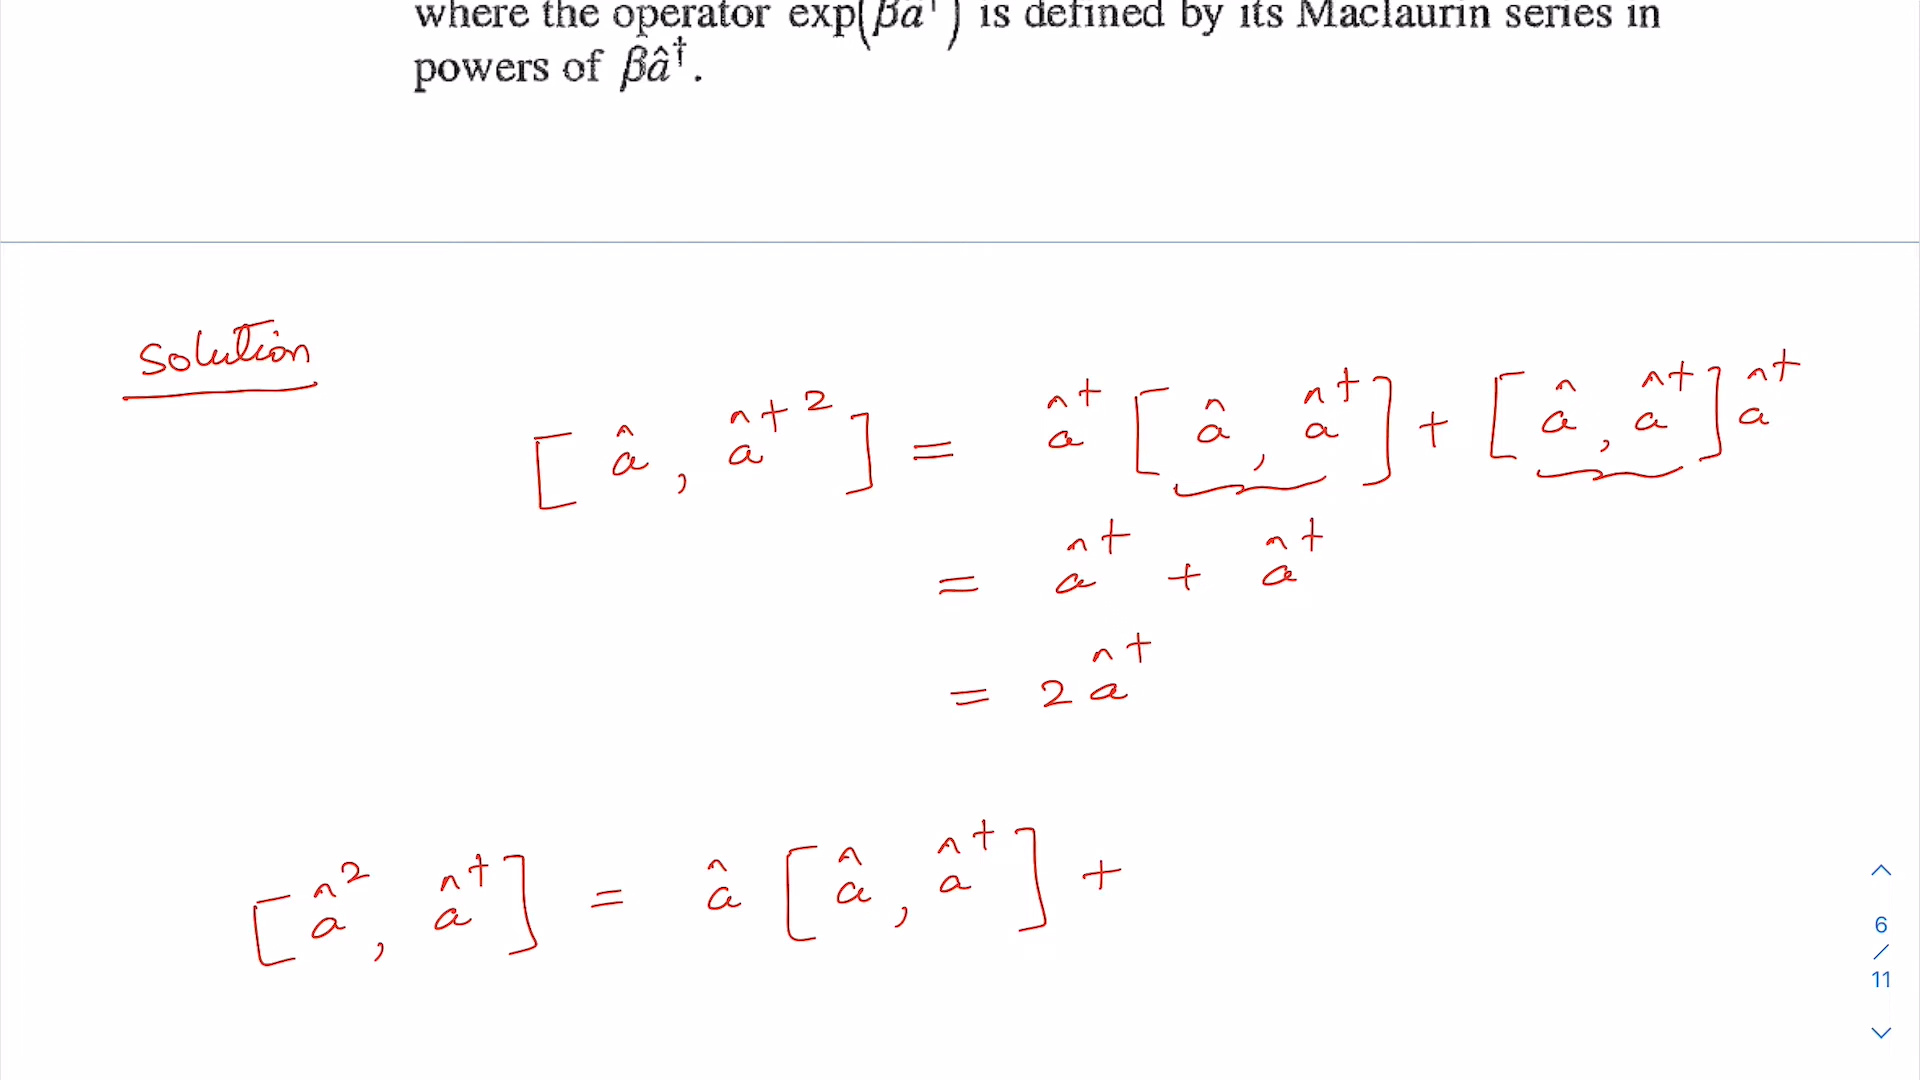 where the operator exp(βâ†) is defined by its Maclaurin series in
powers of βâ†.
Solution
[â, â†²] = â† [â, â†] + [â, â†] â†
= â† + â†
= 2â†
[â², â†] = â [â, â†] +
6
/
11